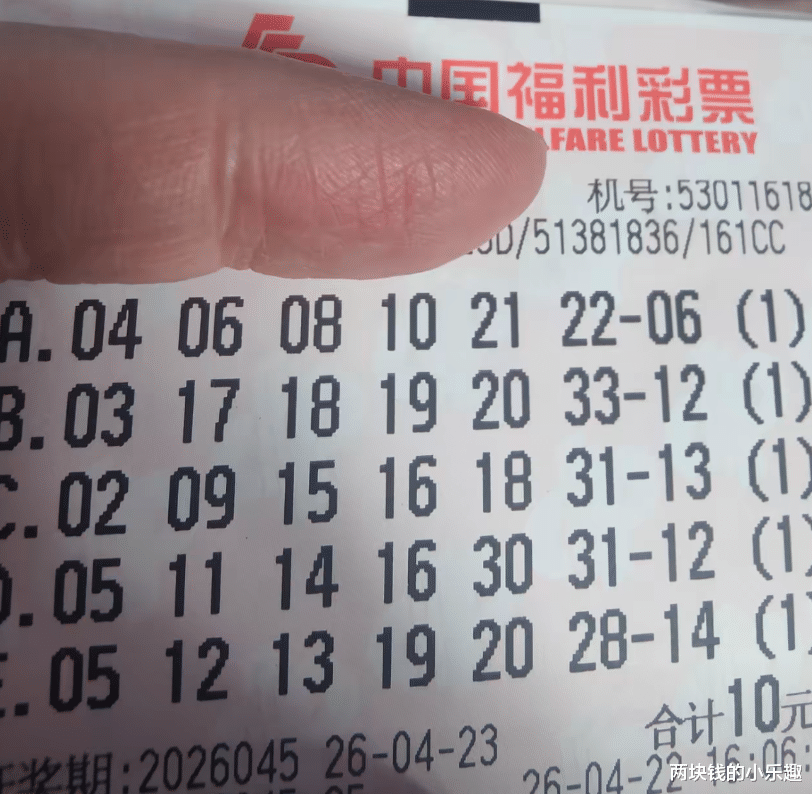 中国福利彩票
LFARE LOTTERY
机号:53011618
D/51381836/161CC
A.04 06 08 10 21 22-06 (1)
B.03 17 18 19 20 33-12 (1)
C.02 09 15 16 18 31-13 (1)
D.05 11 14 16 30 31-12 (1)
E.05 12 13 19 20 28-14 (1)
合计10元
开奖期:2026045 26-04-23
26-04-22 16:06:
两块钱的小乐趣